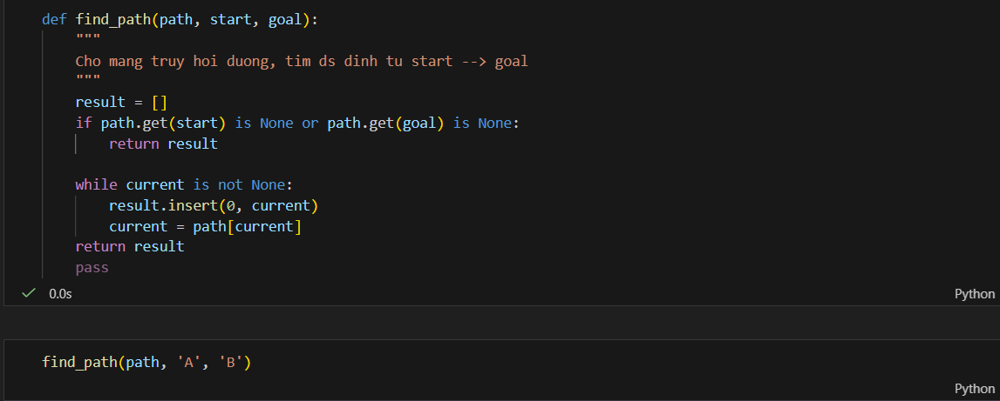 def find_path(path, start, goal):
"""
Cho mang truy hoi duong, tim ds dinh tu start --> goal
"""
result = []
if path.get(start) is None or path.get(goal) is None:
return result
while current is not None:
result.insert(0, current)
current = path[current]
return result
pass
0.0s
Python
find_path(path, 'A', 'B')
Python